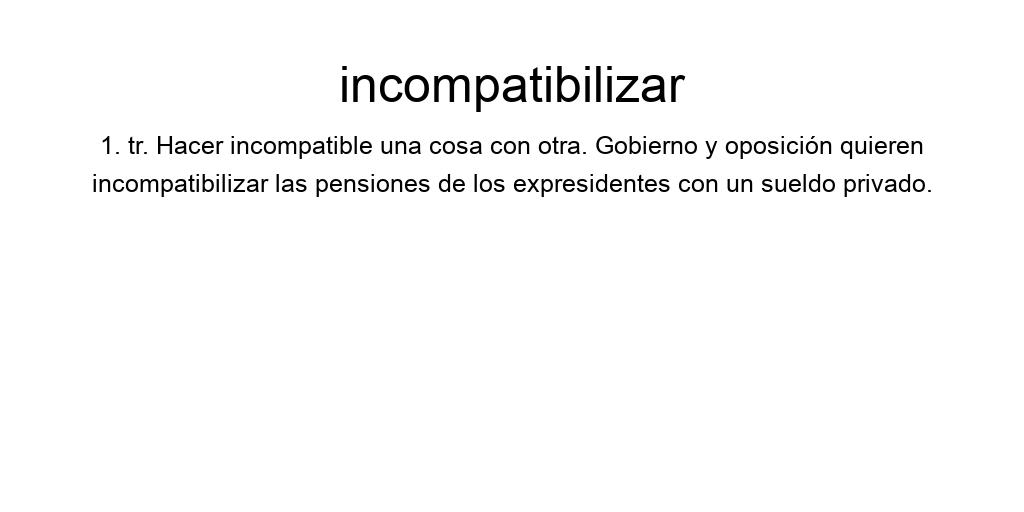 incompatibilizar
1. tr. Hacer incompatible una cosa con otra. Gobierno y oposición quieren
incompatibilizar las pensiones de los expresidentes con un sueldo privado.